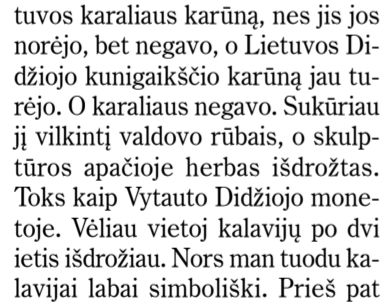 tuvos karaliaus karūną, nes jis jos
norėjo, bet negavo, o Lietuvos Di-
džiojo kunigaikščio karūną jau tu-
rėjo. O karaliaus negavo. Sukūriau
jį vilkintį valdovo rūbais, o skulp-
tūros apačioje herbas išdrožtas.
Toks kaip Vytauto Didžiojo mone-
toje. Vėliau vietoj kalavijų po dvi
ietis išdrožiau. Nors man tuodu ka-
lavijai labai simboliški. Prieš pat